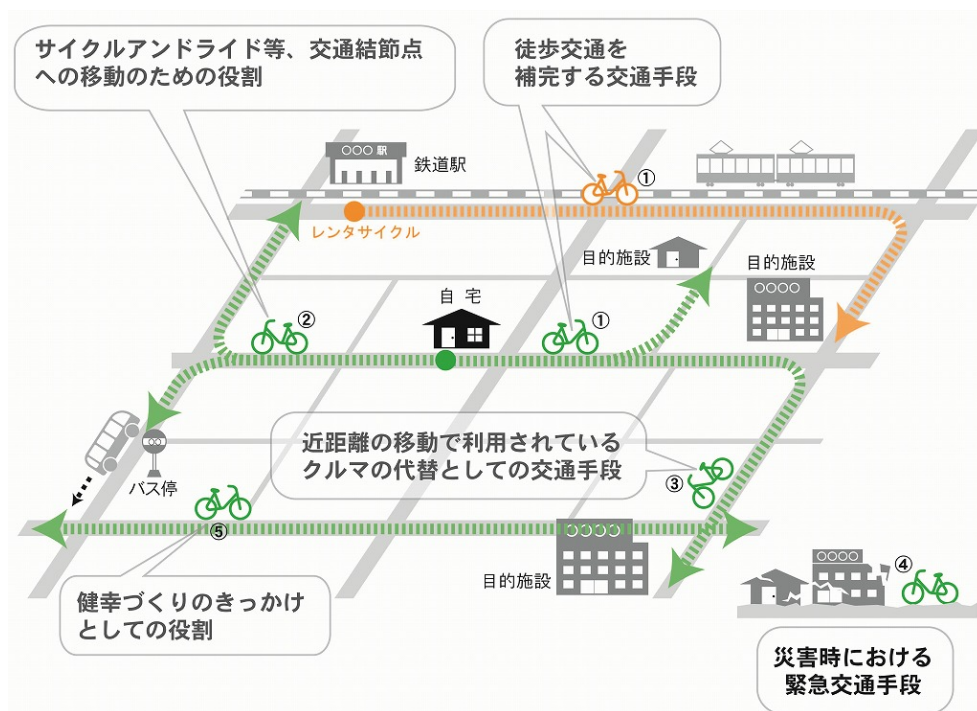 サイクルアンドライド等、交通結節点
への移動のための役割
徒歩交通を
補完する交通手段
○○○駅
鉄道駅
①
レンタサイクル
目的施設
目的施設
○○○○
自宅
②
①
近距離の移動で利用されている
クルマの代替としての交通手段
③
バス停
⑤
○○○○
目的施設
健幸づくりのきっかけ
としての役割
○○○○
④
災害時における
緊急交通手段